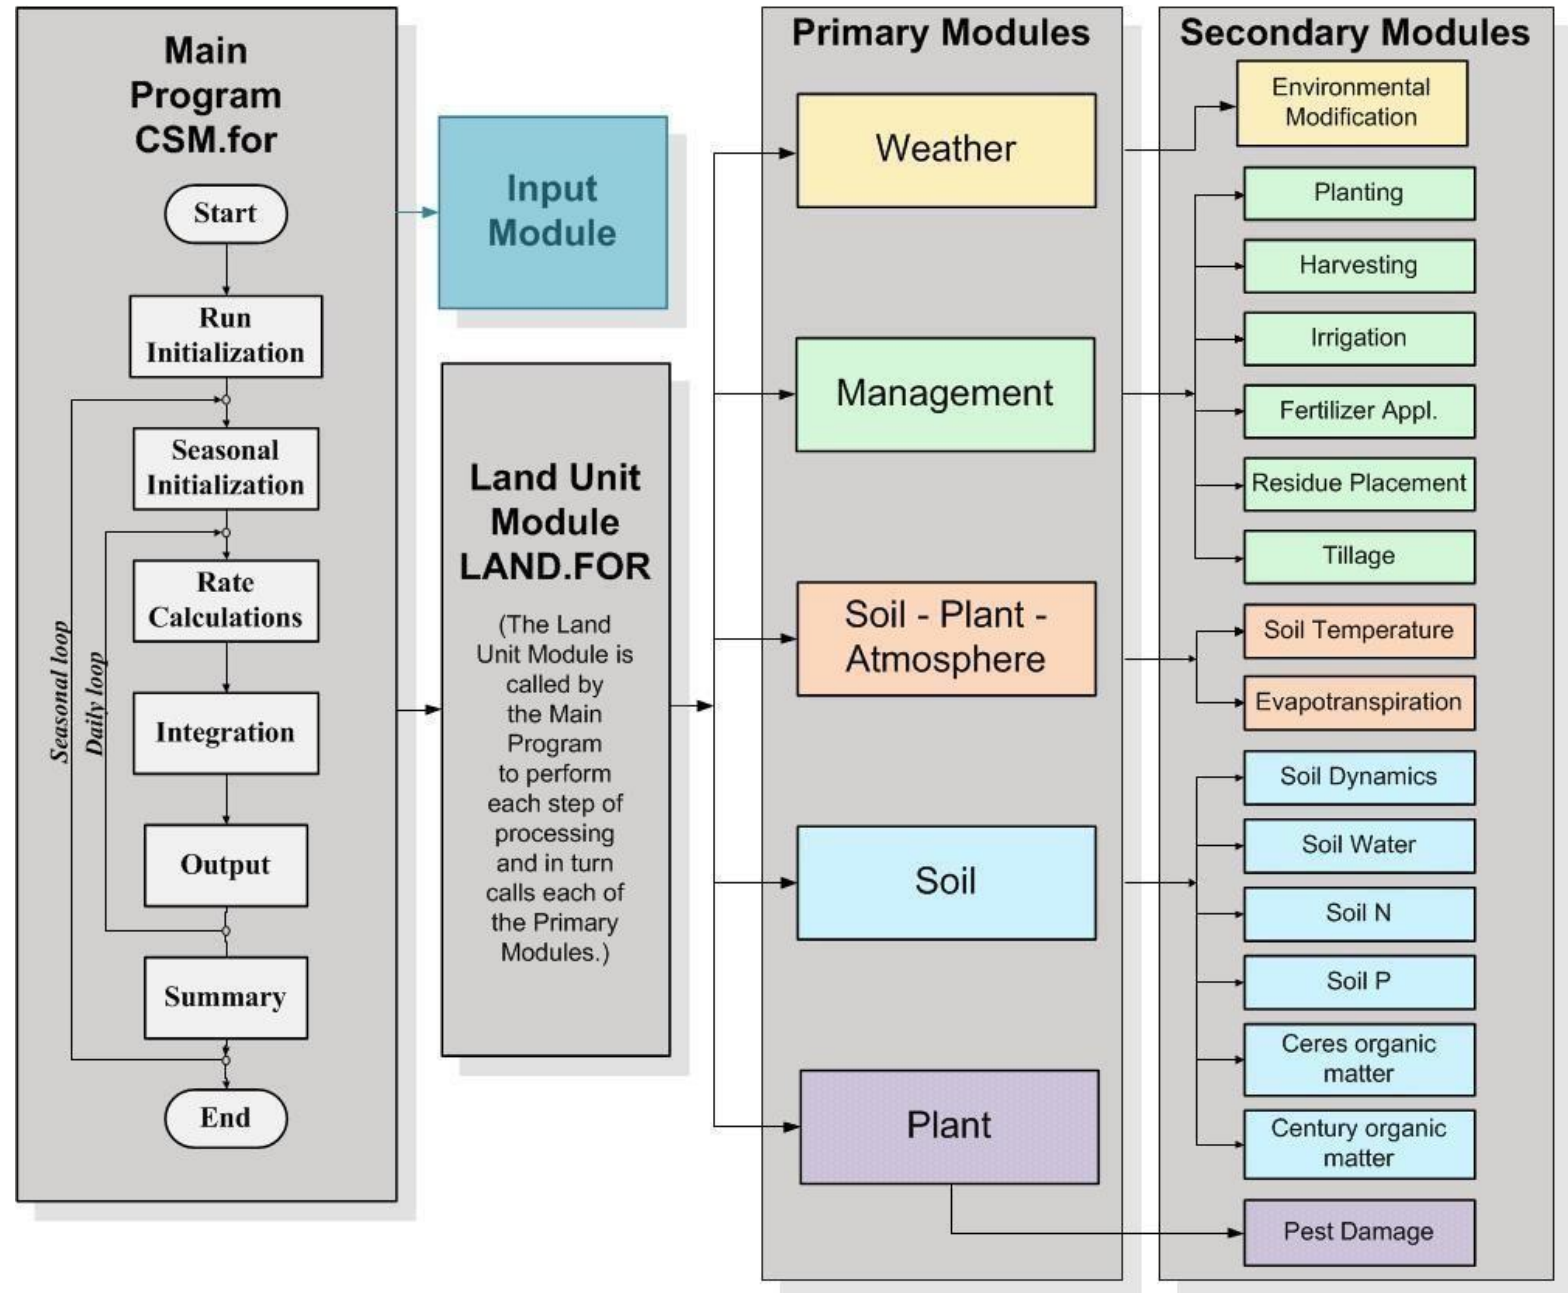 Main
Program
CSM.for
Start
Run
Initialization
Seasonal
Initialization
Rate
Calculations
Integration
Output
Summary
End
Seasonal loop
Daily loop
Input
Module
Land Unit
Module
LAND.FOR
(The Land
Unit Module is
called by
the Main
Program
to perform
each step of
processing
and in turn
calls each of
the Primary
Modules.)
Primary Modules
Weather
Management
Soil - Plant -
Atmosphere
Soil
Plant
Secondary Modules
Environmental
Modification
Planting
Harvesting
Irrigation
Fertilizer Appl.
Residue Placement
Tillage
Soil Temperature
Evapotranspiration
Soil Dynamics
Soil Water
Soil N
Soil P
Ceres organic
matter
Century organic
matter
Pest Damage